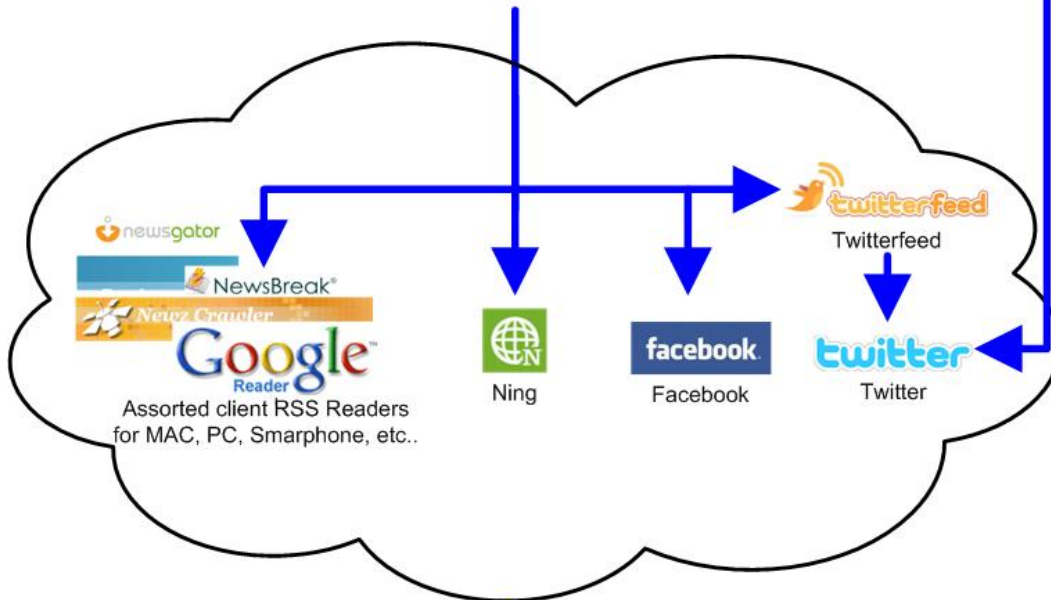 newsgator
NewsBreak®
Newz Crawler
Google™
Reader
Assorted client RSS Readers
for MAC, PC, Smarphone, etc..
N
Ning
facebook.
Facebook
twitterfeed
Twitterfeed
twitter
Twitter